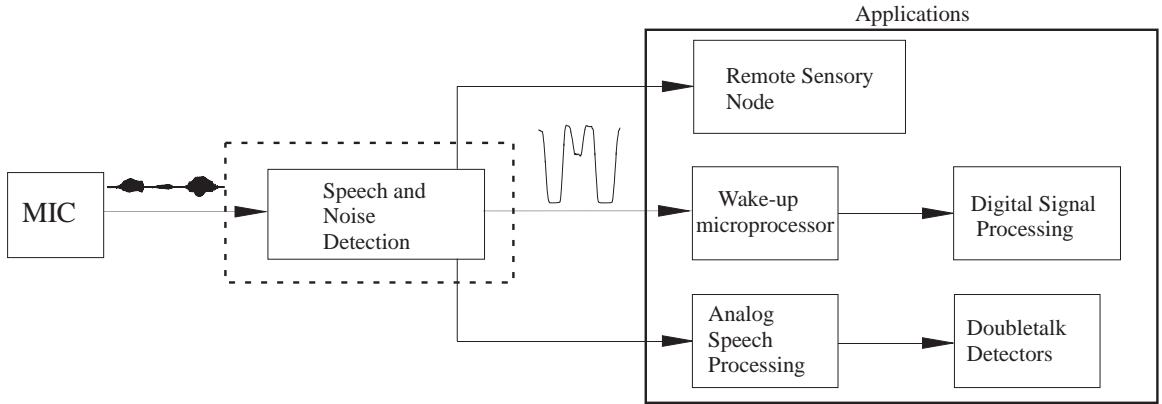 Applications
Remote Sensory
Node
MIC
Speech and
Noise
Detection
Wake-up
microprocessor
Digital Signal
Processing
Analog
Speech
Processing
Doubletalk
Detectors